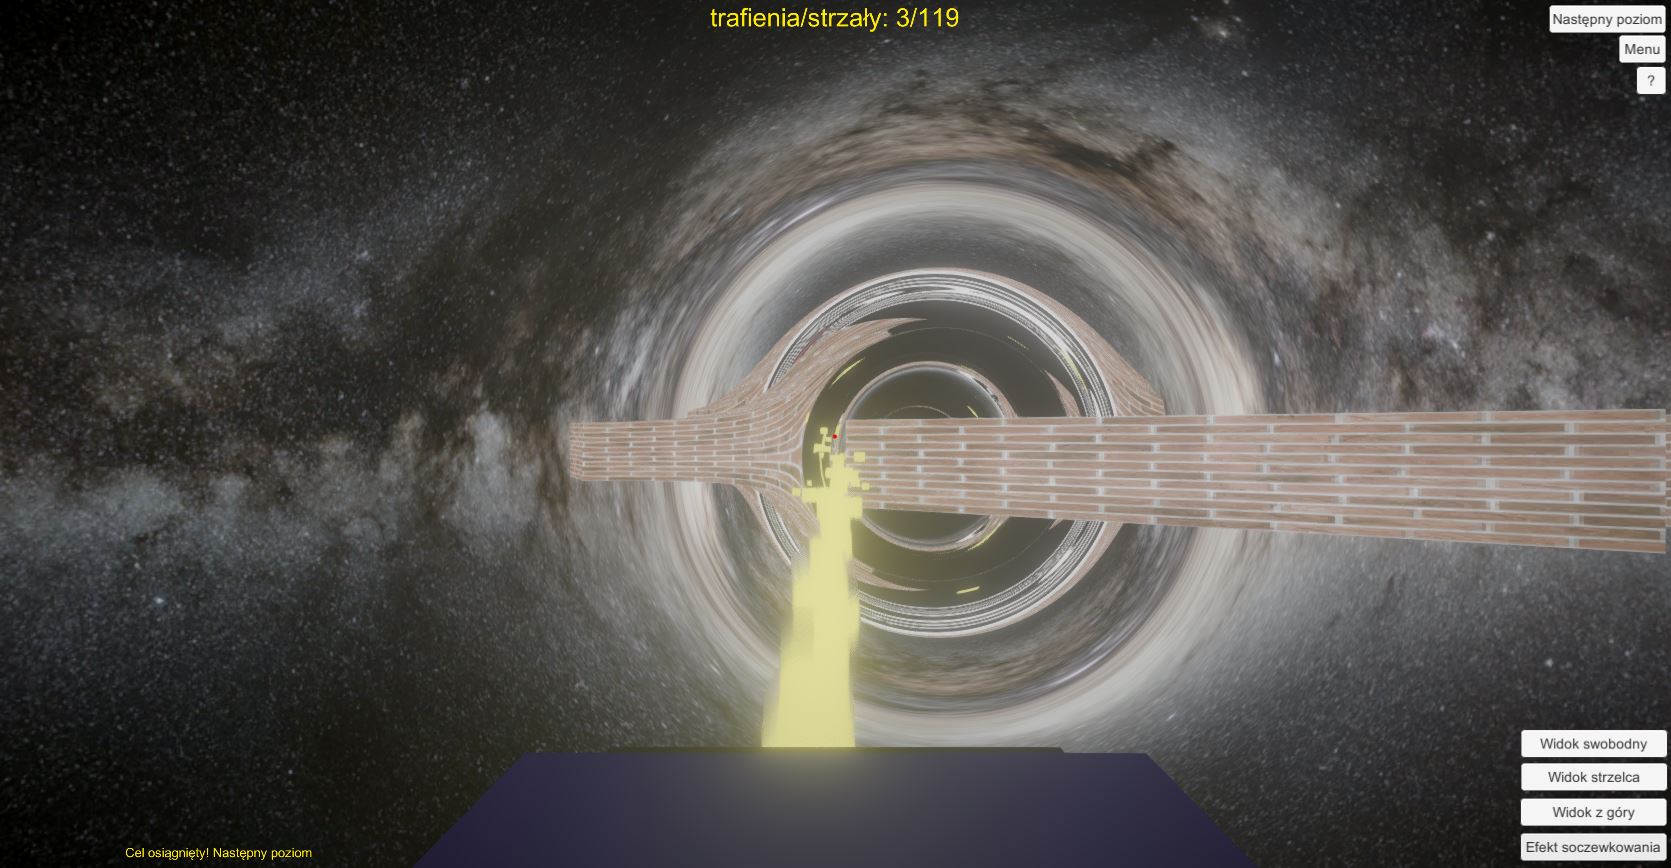 trafienia/strzały: 3/119
Następny poziom
Menu
?
Widok swobodny
Widok strzelca
Widok z góry
Efekt soczewkowania
Cel osiągnięty! Następny poziom